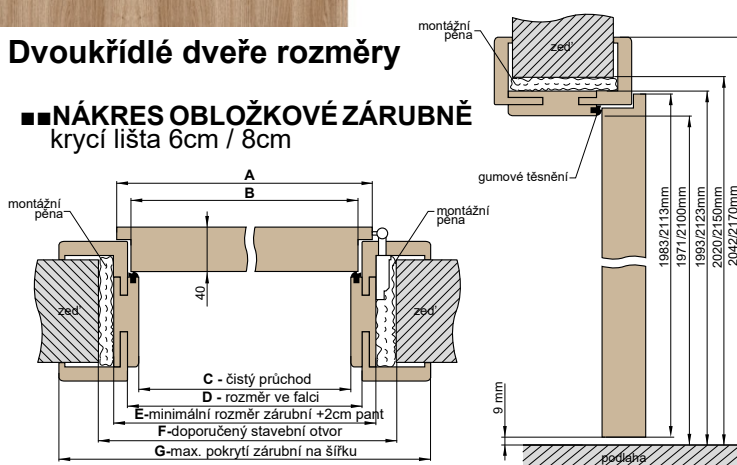 Dvoukřídlé dveře rozměry
■■NÁKRES OBLOŽKOVÉ ZÁRUBNĚ
krycí lišta 6cm / 8cm
A
B
montážní
pěna
montážní
pěna
zeď
zeď
40
C - čistý průchod
D - rozměr ve falci
E-minimální rozměr zárubní +2cm pant
F-doporučený stavební otvor
G-max. pokrytí zárubní na šířku
montážní
pěna
zeď
gumové těsnění
1983/2113mm
1971/2100mm
1993/2123mm
2020/2150mm
2042/2170mm
9 mm
podlaha